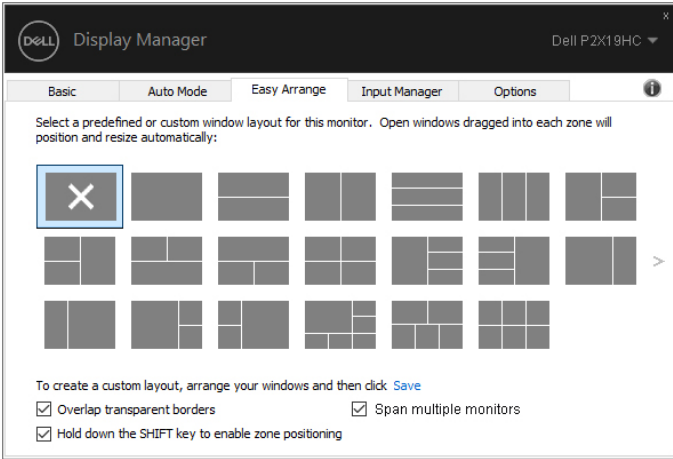 x
DELL Display Manager Dell P2X19HC
Basic Auto Mode Easy Arrange Input Manager Options i
Select a predefined or custom window layout for this monitor. Open windows dragged into each zone will
position and resize automatically:
>
To create a custom layout, arrange your windows and then click Save
Overlap transparent borders Span multiple monitors
Hold down the SHIFT key to enable zone positioning